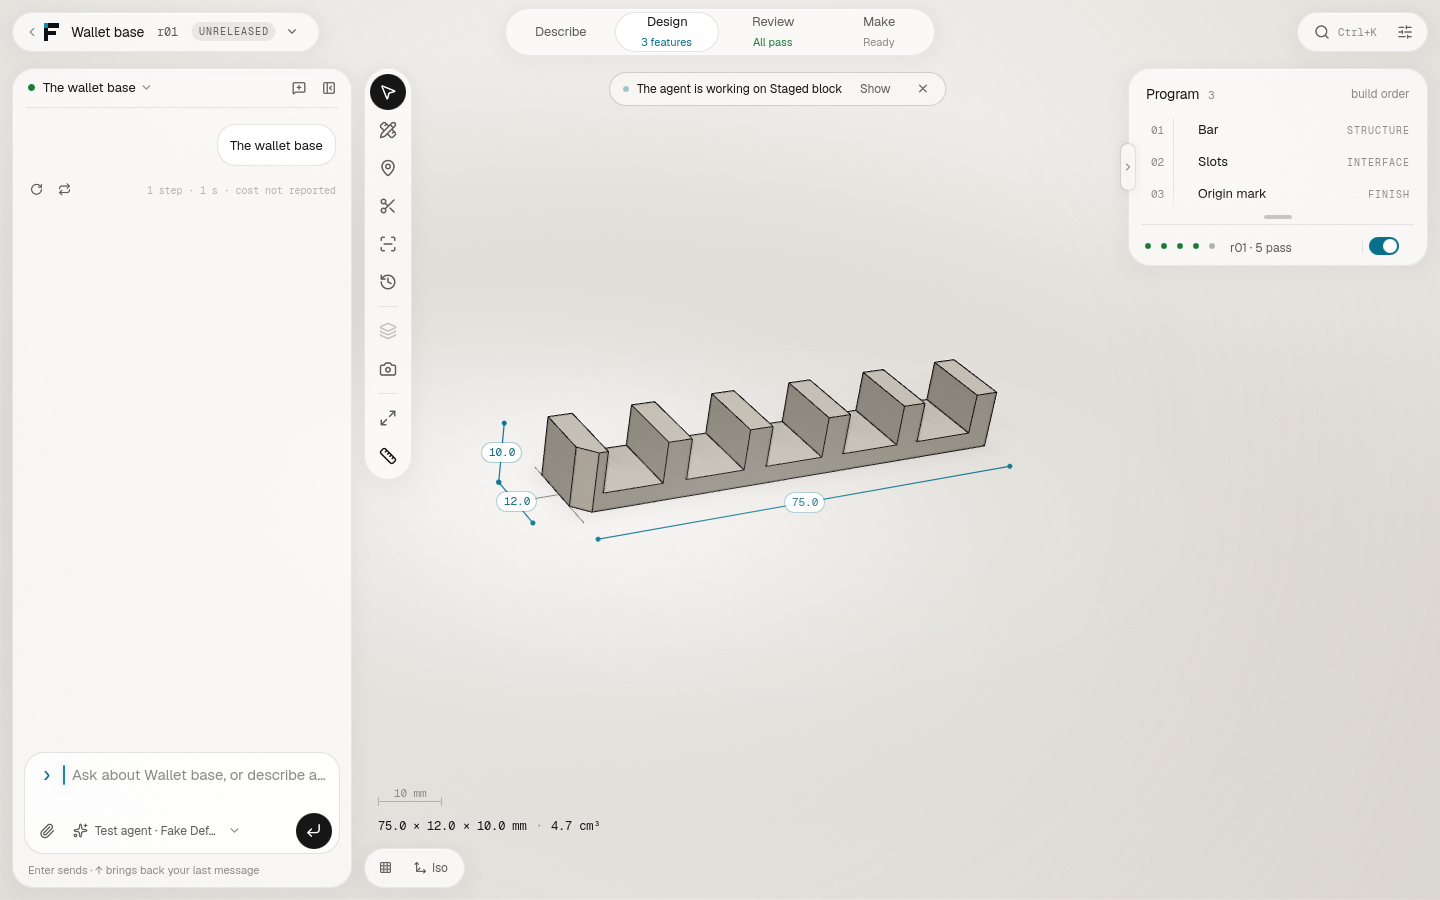 Wallet base r01 UNRELEASED
Describe
Design
3 features
Review
All pass
Make
Ready
Ctrl+K
The wallet base
The wallet base
1 step · 1 s · cost not reported
The agent is working on Staged block Show
Program 3 build order
01 Bar STRUCTURE
02 Slots INTERFACE
03 Origin mark FINISH
r01 · 5 pass
10.0
12.0
75.0
10 mm
75.0 × 12.0 × 10.0 mm · 4.7 cm³
Iso
Ask about Wallet base, or describe a...
Test agent · Fake Def...
Enter sends · ↑ brings back your last message